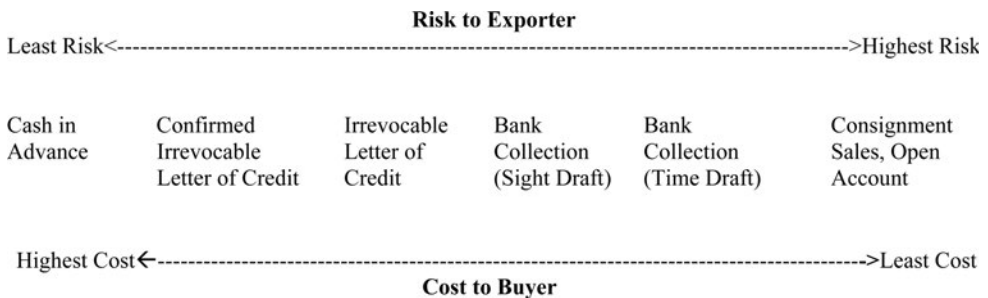 Risk to Exporter
Least Risk<---------------------------------------------------------------------------->Highest Risk
Cash in Advance
Confirmed Irrevocable Letter of Credit
Irrevocable Letter of Credit
Bank Collection (Sight Draft)
Bank Collection (Time Draft)
Consignment Sales, Open Account
Highest Cost←-------------------------------------------------------------------------->Least Cost
Cost to Buyer